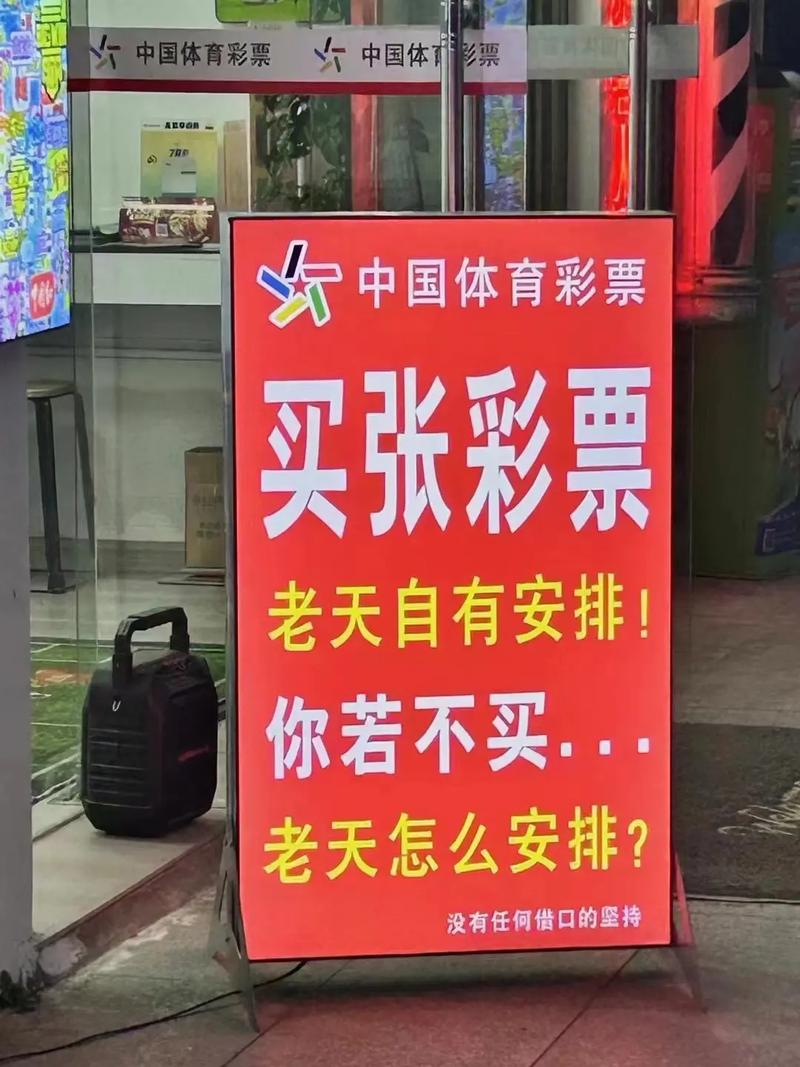 中国体育彩票 中国体育彩票
中国体育彩票
买张彩票
老天自有安排！
你若不买...
老天怎么安排？
没有任何借口的坚持